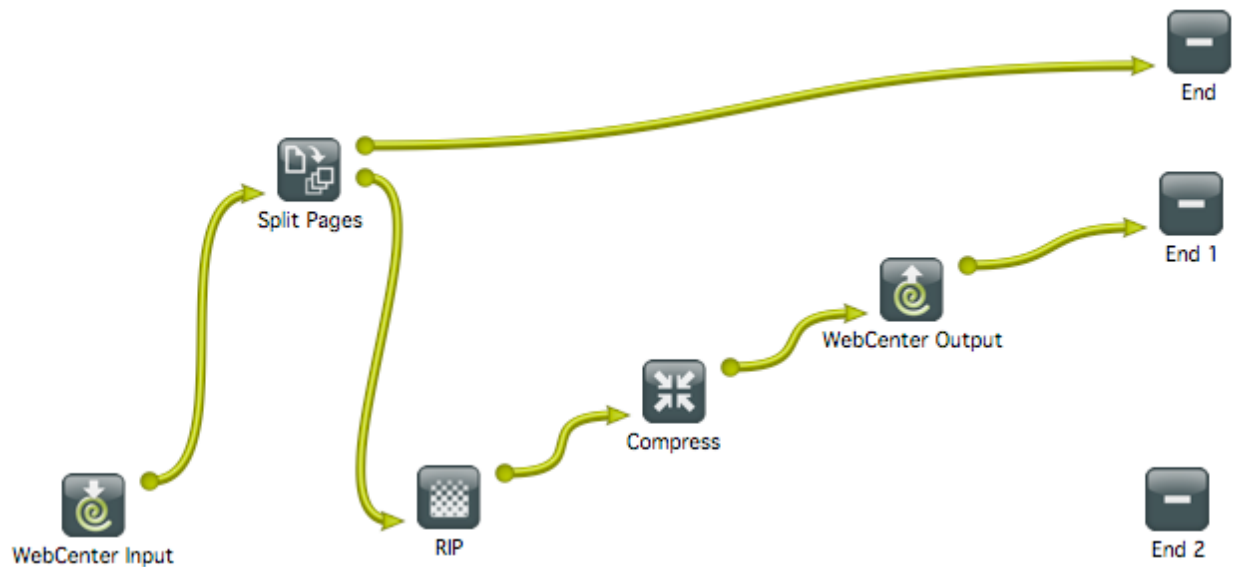 End
Split Pages
End 1
WebCenter Output
Compress
RIP
End 2
WebCenter Input